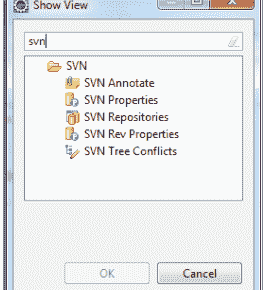 Show View
svn
SVN
SVN Annotate
SVN Properties
SVN Repositories
SVN Rev Properties
SVN Tree Conflicts
OK
Cancel